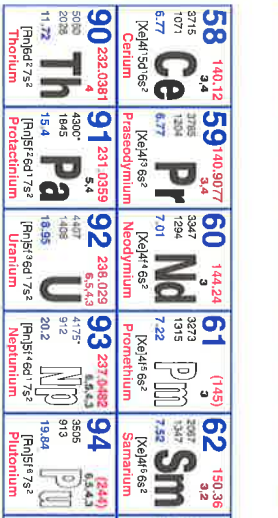 58 140.12
3715 3,4
1071
6.77 Ce
[Xe]4f¹5d¹6s²
Cerium
59 140.9077
3785 3,4
1204
6.77 Pr
[Xe]4f³6s²
Praseodymium
60 144.24
3347 3
1294
7.01 Nd
[Xe]4f⁴6s²
Neodymium
61 (145)
3273 3
1315
7.22 Pm
[Xe]4f⁵6s²
Promethium
62 150.36
3,2
1347
7.52 Sm
[Xe]4f⁶6s²
Samarium
90 232.0381
5060 4
2028
11.72 Th
[Rn]6d²7s²
Thorium
91 231.0359
4300* 5,4
1845
15.4 Pa
[Rn]5f²6d¹7s²
Protactinium
92 238.029
4407 6,5,4,3
1408
18.95 U
[Rn]5f³6d¹7s²
Uranium
93 237.0482
4175* 6,5,4,3
912
20.2 Np
[Rn]5f⁴6d¹7s²
Neptunium
94 (244)
3505 6,5,4,3
913
19.84 Pu
[Rn]5f⁶7s²
Plutonium